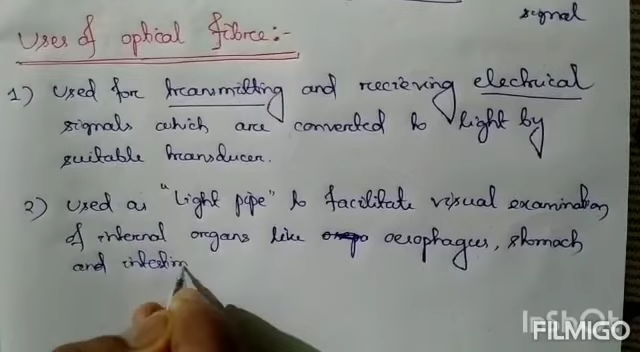 signal
Uses of optical fibre:-
1) Used for transmitting and recieving electrical
signals which are converted to light by
suitable transducer.
2) Used as "Light pipe" to facilitate visual examination
of internal organs like oesophagus, stomach
and intestin
InShOt
FILMIGO